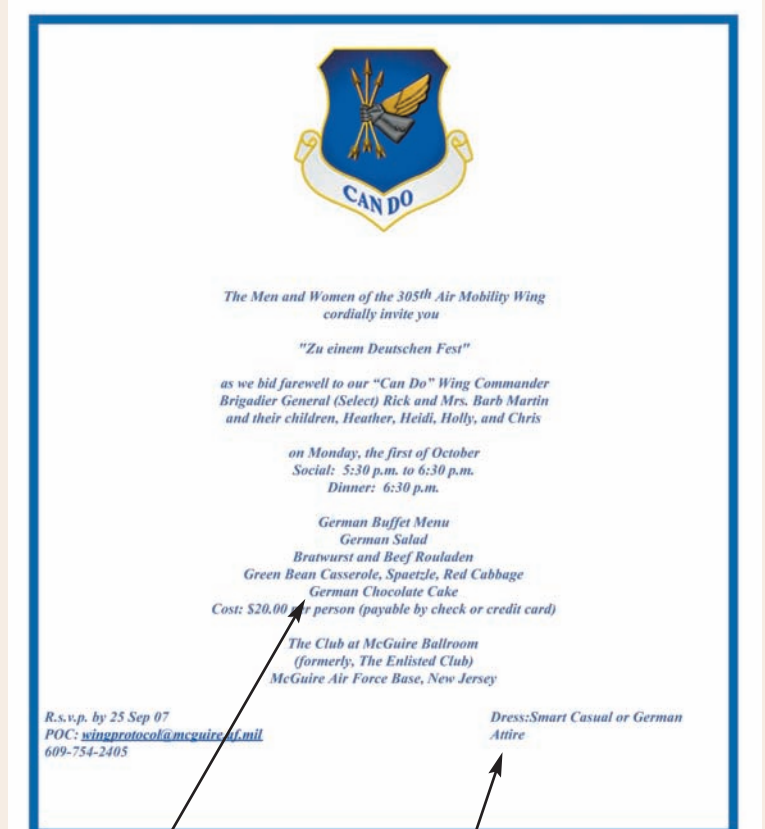 CAN DO
The Men and Women of the 305th Air Mobility Wing
cordially invite you
"Zu einem Deutschen Fest"
as we bid farewell to our “Can Do” Wing Commander
Brigadier General (Select) Rick and Mrs. Barb Martin
and their children, Heather, Heidi, Holly, and Chris
on Monday, the first of October
Social: 5:30 p.m. to 6:30 p.m.
Dinner: 6:30 p.m.
German Buffet Menu
German Salad
Bratwurst and Beef Rouladen
Green Bean Casserole, Spaetzle, Red Cabbage
German Chocolate Cake
Cost: $20.00 per person (payable by check or credit card)
The Club at McGuire Ballroom
(formerly, The Enlisted Club)
McGuire Air Force Base, New Jersey
R.s.v.p. by 25 Sep 07
POC: wingprotocol@mcguire.af.mil
609-754-2405
Dress:Smart Casual or German
Attire